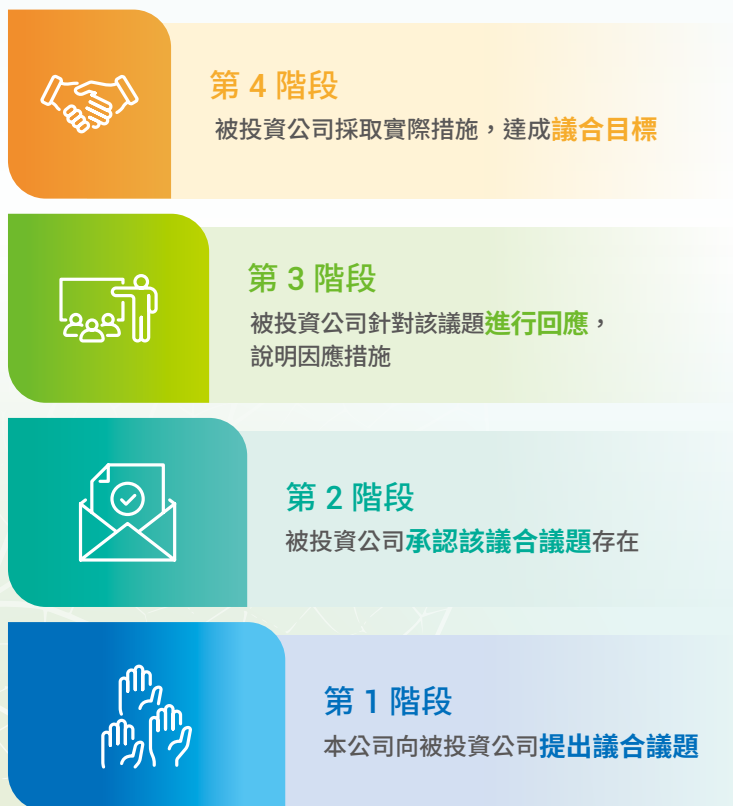 第 4 階段
被投資公司採取實際措施，達成議合目標
第 3 階段
被投資公司針對該議題進行回應，
說明因應措施
第 2 階段
被投資公司承認該議合議題存在
第 1 階段
本公司向被投資公司提出議合議題